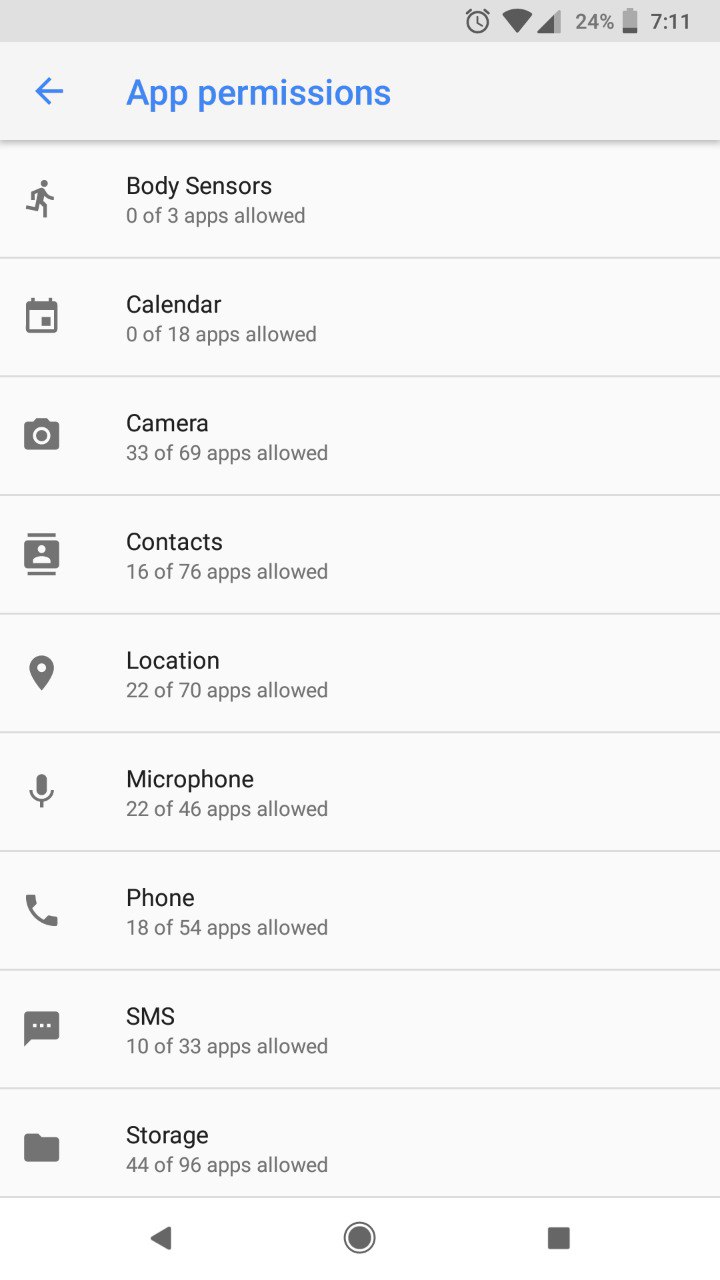 24% 7:11
App permissions
Body Sensors
0 of 3 apps allowed
Calendar
0 of 18 apps allowed
Camera
33 of 69 apps allowed
Contacts
16 of 76 apps allowed
Location
22 of 70 apps allowed
Microphone
22 of 46 apps allowed
Phone
18 of 54 apps allowed
SMS
10 of 33 apps allowed
Storage
44 of 96 apps allowed